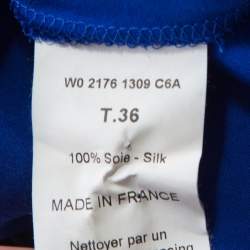 W0 2176 1309 C6A
T.36
100% Soie - Silk
MADE IN FRANCE
Nettoyer par un